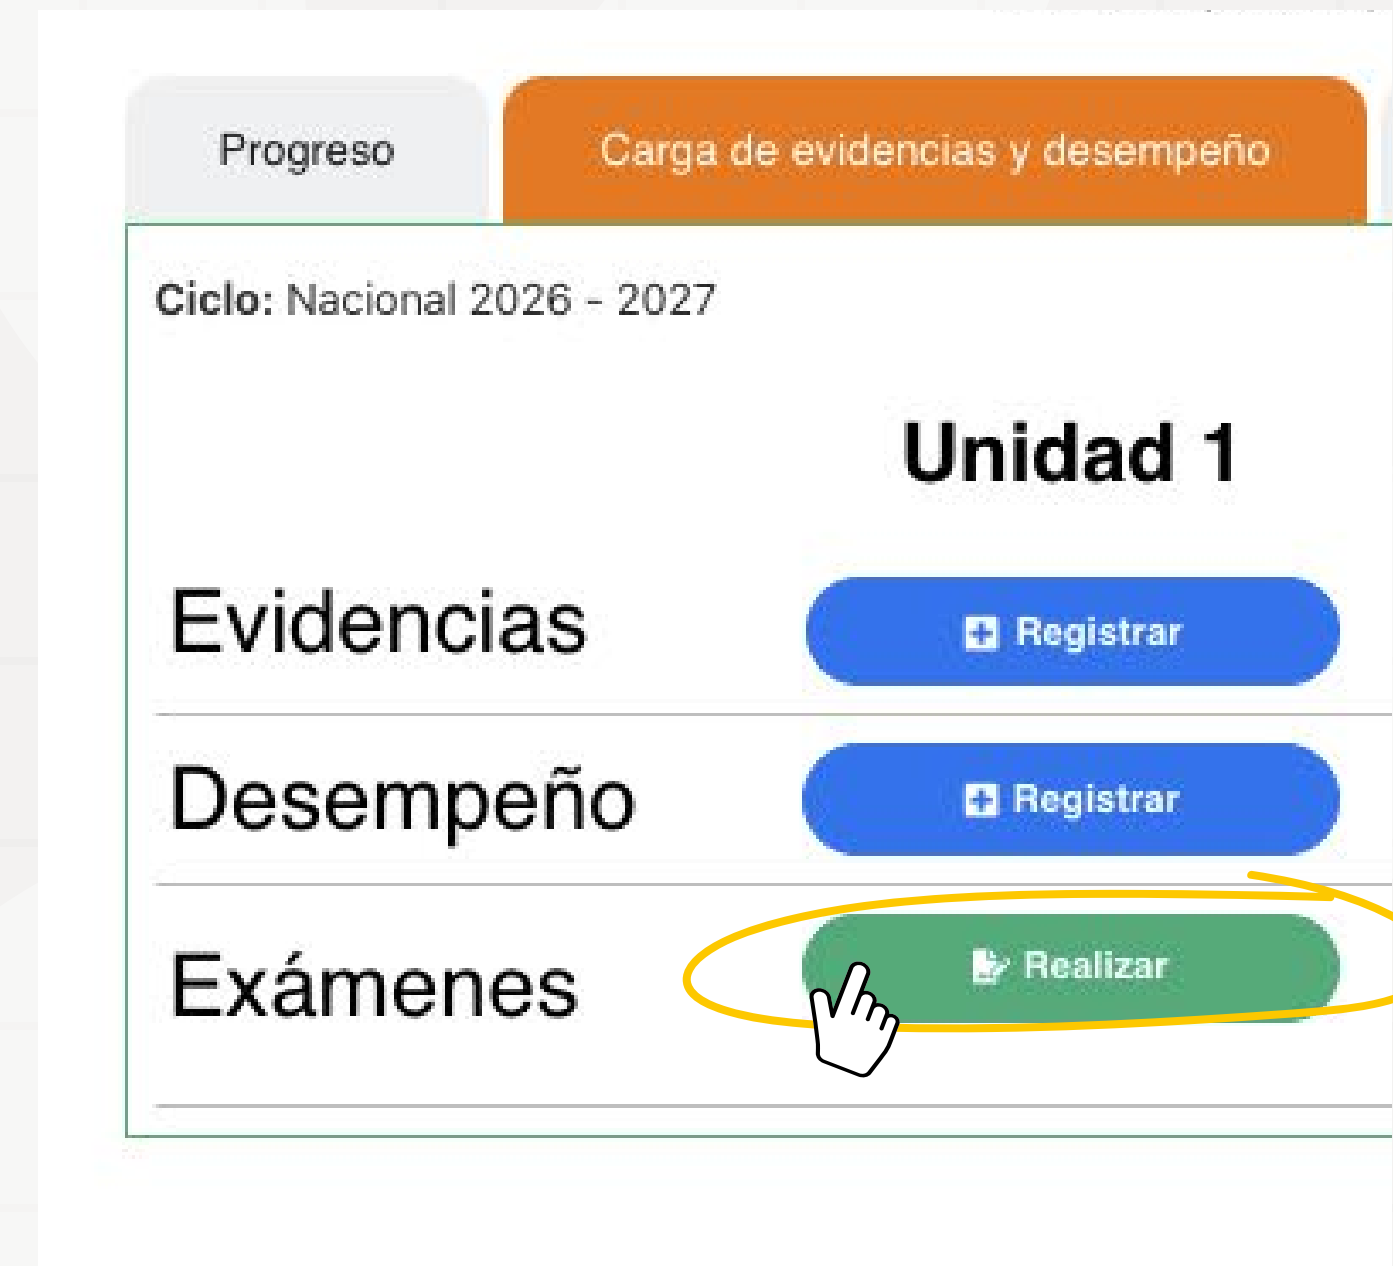 Progreso
Carga de evidencias y desempeño
Ciclo: Nacional 2026 - 2027
Unidad 1
Evidencias
Registrar
Desempeño
Registrar
Exámenes
Realizar